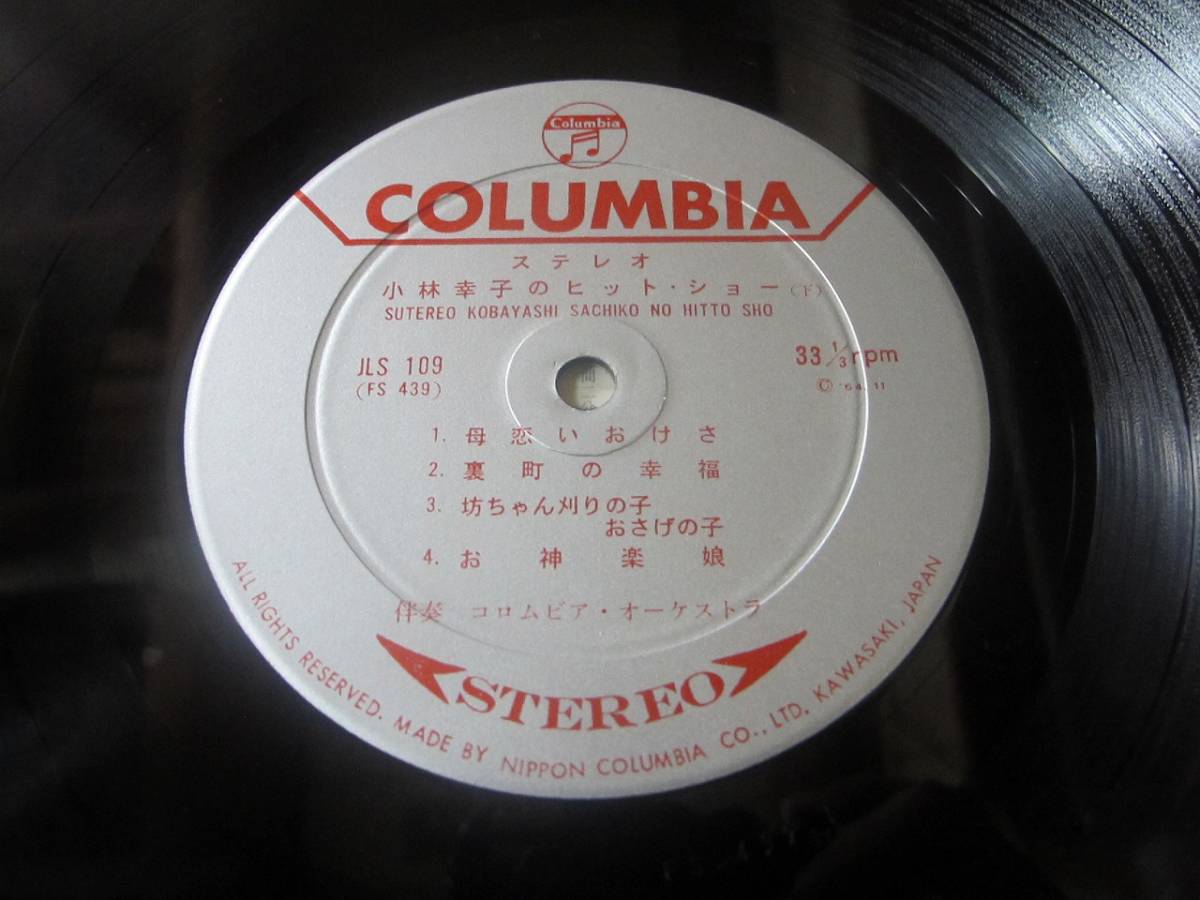 Columbia
COLUMBIA
ステレオ
小林幸子のヒット・ショー(下)
SUTEREO KOBAYASHI SACHIKO NO HITTO SHO
JLS 109
(FS 439)
33 1/3 rpm
© '64. 11
1. 母恋いおけさ
2. 裏町の幸福
3. 坊ちゃん刈りの子
おさげの子
4. お神楽娘
伴奏 コロムビア・オーケストラ
STEREO
ALL RIGHTS RESERVED. MADE BY NIPPON COLUMBIA CO., LTD. KAWASAKI, JAPAN